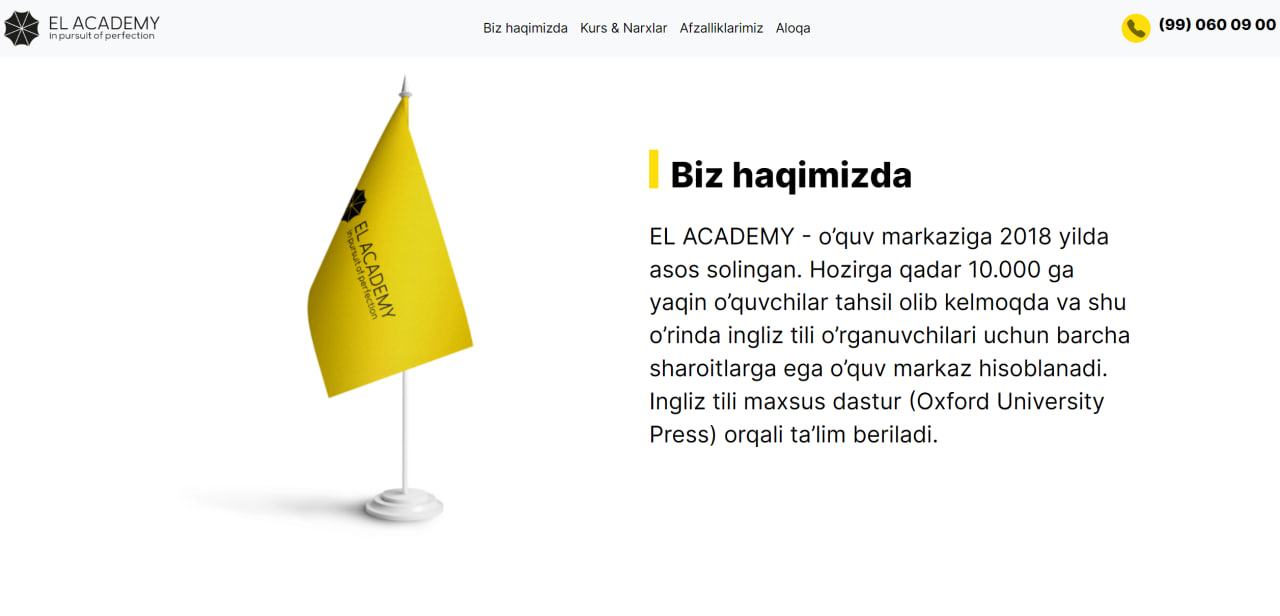 EL ACADEMY
In pursuit of perfection
Biz haqimizda Kurs & Narxlar Afzalliklarimiz Aloqa
(99) 060 09 00
EL ACADEMY
In pursuit of perfection
Biz haqimizda
EL ACADEMY - o’quv markaziga 2018 yilda
asos solingan. Hozirga qadar 10.000 ga
yaqin o’quvchilar tahsil olib kelmoqda va shu
o’rinda ingliz tili o’rganuvchilari uchun barcha
sharoitlarga ega o’quv markaz hisoblanadi.
Ingliz tili maxsus dastur (Oxford University
Press) orqali ta’lim beriladi.